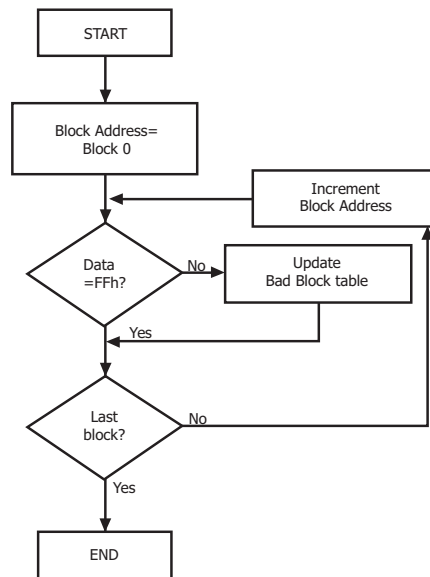 START
Block Address=
Block 0
Increment
Block Address
Data
=FFh?
No
Update
Bad Block table
Yes
Last
block?
No
Yes
END